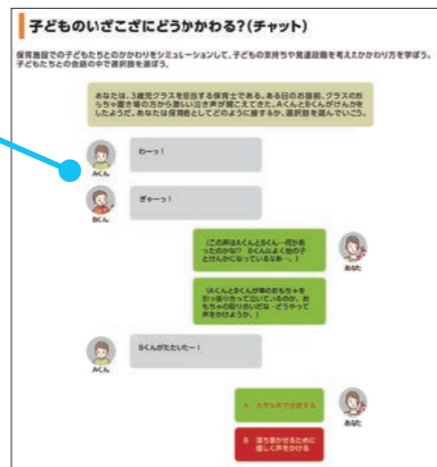 子どものいざこざにどうかかわる？(チャット)
保育施設での子どもたちとのかかわりをシミュレーションして、子どもの気持ちや発達段階を考えたかかわり方を学ぼう。
子どもたちとの会話の中で選択肢を選ぼう。
あなたは、3歳児クラスを担当する保育士である。ある日のお昼前、クラスのお
もちゃ置き場の方から激しい泣き声が聞こえてきた。AくんとBくんがけんかを
したようだ。あなたは保育者としてどのように接するか、選択肢を選んでいこう。
わーっ！
Aくん
ぎゃーっ！
Bくん
(この声はAくんとBくん…何かあ
ったのかな!? Bくんはよく他の子
とけんかになっているなあ…。)
あなた
(AくんとBくんが車のおもちゃを
引っ張り合って泣いているのか。お
もちゃの取り合いだな…どうやって
声をかけようか。)
Bくんがたたいたー！
Aくん
A 大きな声で注意する
あなた
B 落ち着かせるために
優しく声をかける